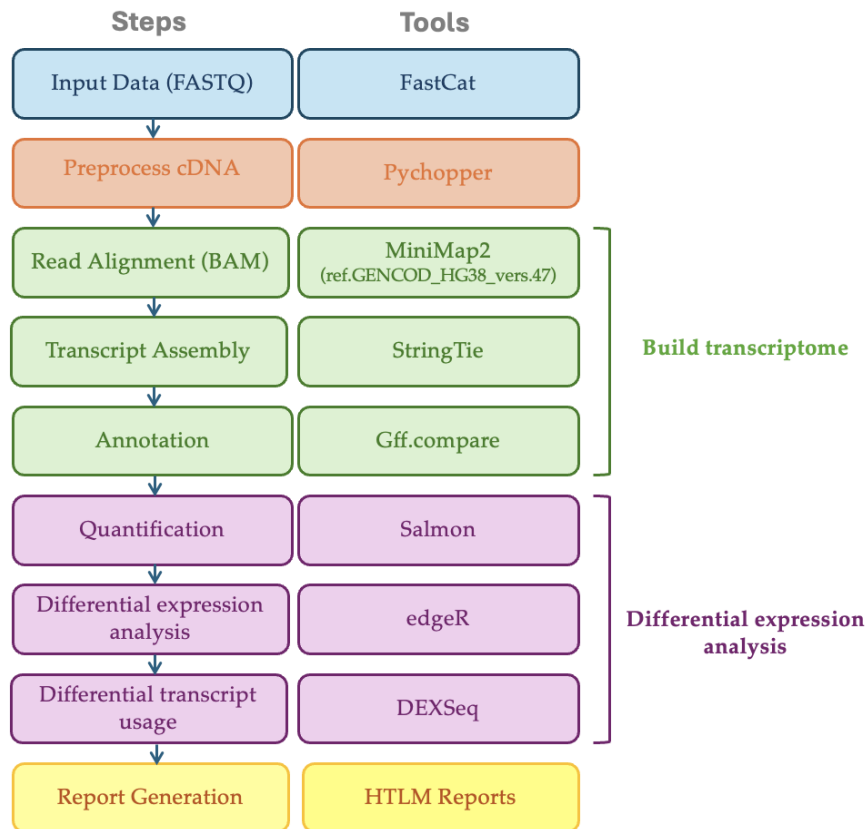 Steps
Tools
Input Data (FASTQ)
FastCat
Preprocess cDNA
Pychopper
Read Alignment (BAM)
MiniMap2
(ref.GENCOD_HG38_vers.47)
Transcript Assembly
StringTie
Build transcriptome
Annotation
Gff.compare
Quantification
Salmon
Differential expression
analysis
edgeR
Differential expression
analysis
Differential transcript
usage
DEXSeq
Report Generation
HTLM Reports